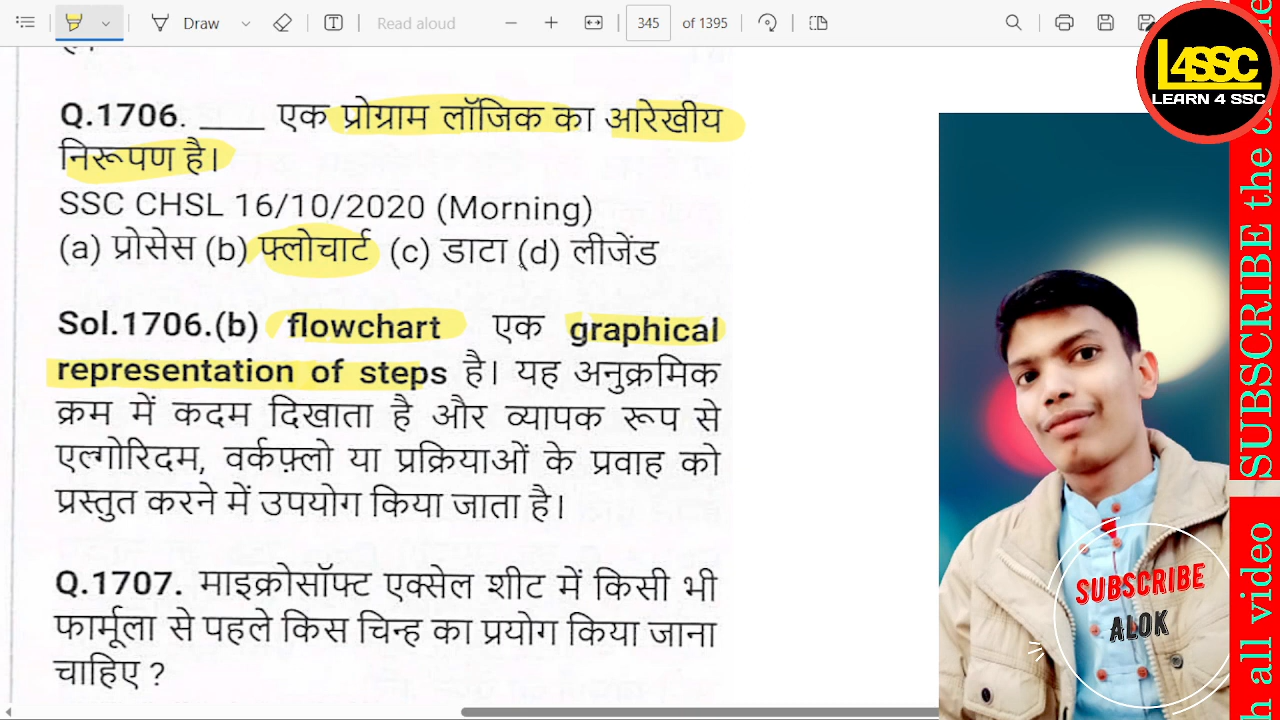 Draw
Read aloud
345 of 1395
L4SSC
LEARN 4 SSC
Q.1706. ____ एक प्रोग्राम लॉजिक का आरेखीय
निरूपण है।
SSC CHSL 16/10/2020 (Morning)
(a) प्रोसेस (b) फ्लोचार्ट (c) डाटा (d) लीजेंड
Sol.1706.(b) flowchart एक graphical
representation of steps है। यह अनुक्रमिक
क्रम में कदम दिखाता है और व्यापक रूप से
एल्गोरिदम, वर्कफ़्लो या प्रक्रियाओं के प्रवाह को
प्रस्तुत करने में उपयोग किया जाता है।
Q.1707. माइक्रोसॉफ्ट एक्सेल शीट में किसी भी
फार्मूला से पहले किस चिन्ह का प्रयोग किया जाना
चाहिए ?
SUBSCRIBE
ALOK
SUBSCRIBE the
all video